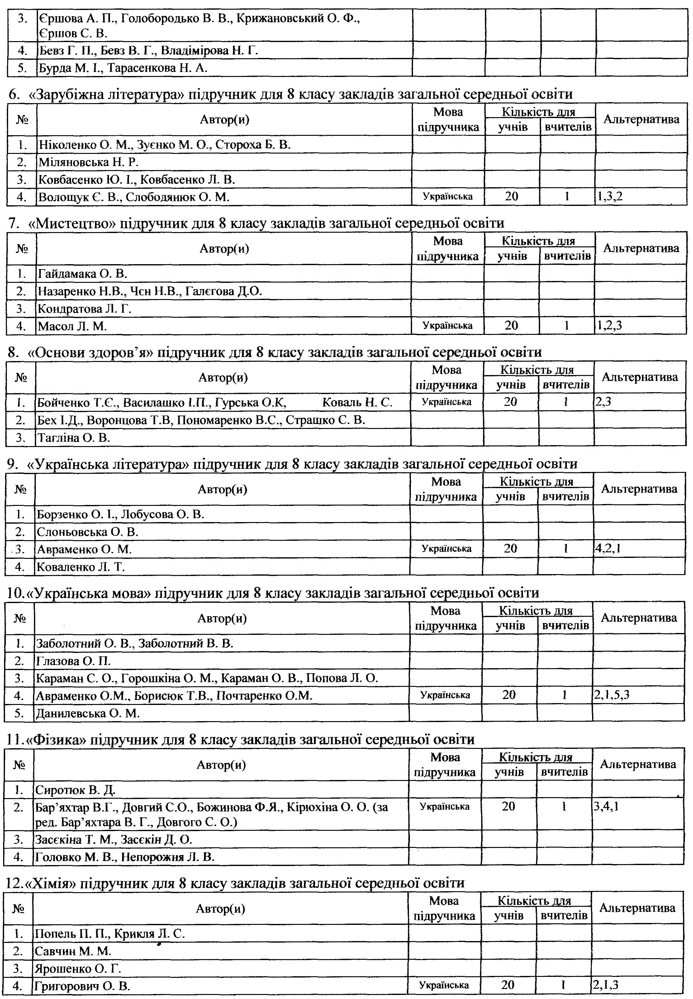 3. Єршова А. П., Голобородько В. В., Крижановський О. Ф.,
Єршов С. В.
4. Бевз Г. П., Бевз В. Г., Владімірова Н. Г.
5. Бурда М. І., Тарасенкова Н. А.
6. «Зарубіжна література» підручник для 8 класу закладів загальної середньої освіти
№ Автор(и) Мова підручника Кількість для учнів вчителів Альтернатива
1. Ніколенко О. М., Зуєнко М. О., Стороха Б. В.
2. Міляновська Н. Р.
3. Ковбасенко Ю. І., Ковбасенко Л. В.
4. Волощук Є. В., Слободянюк О. М. Українська 20 1 1,3,2
7. «Мистецтво» підручник для 8 класу закладів загальної середньої освіти
№ Автор(и) Мова підручника Кількість для учнів вчителів Альтернатива
1. Гайдамака О. В.
2. Назаренко Н.В., Чєн Н.В., Галєгова Д.О.
3. Кондратова Л. Г.
4. Масол Л. М. Українська 20 1 1,2,3
8. «Основи здоров’я» підручник для 8 класу закладів загальної середньої освіти
№ Автор(и) Мова підручника Кількість для учнів вчителів Альтернатива
1. Бойченко Т.Є., Василашко І.П., Гурська О.К, Коваль Н. С. Українська 20 1 2,3
2. Бех І.Д., Воронцова Т.В, Пономаренко В.С., Страшко С. В.
3. Тагліна О. В.
9. «Українська література» підручник для 8 класу закладів загальної середньої освіти
№ Автор(и) Мова підручника Кількість для учнів вчителів Альтернатива
1. Борзенко О. І., Лобусова О. В.
2. Слоньовська О. В.
3. Авраменко О. М. Українська 20 1 4,2,1
4. Коваленко Л. Т.
10.«Українська мова» підручник для 8 класу закладів загальної середньої освіти
№ Автор(и) Мова підручника Кількість для учнів вчителів Альтернатива
1. Заболотний О. В., Заболотний В. В.
2. Глазова О. П.
3. Караман С. О., Горошкіна О. М., Караман О. В., Попова Л. О.
4. Авраменко О.М., Борисюк Т.В., Почтаренко О.М. Українська 20 1 2,1,5,3
5. Данилевська О. М.
11.«Фізика» підручник для 8 класу закладів загальної середньої освіти
№ Автор(и) Мова підручника Кількість для учнів вчителів Альтернатива
1. Сиротюк В. Д.
2. Бар’яхтар В.Г., Довгий С.О., Божинова Ф.Я., Кірюхіна О. О. (за Українська 20 1 3,4,1
ред. Бар’яхтара В. Г., Довгого С. О.)
3. Засєкіна Т. М., Засєкін Д. О.
4. Головко М. В., Непорожня Л. В.
12.«Хімія» підручник для 8 класу закладів загальної середньої освіти
№ Автор(и) Мова підручника Кількість для учнів вчителів Альтернатива
1. Попель П. П., Крикля Л. С.
2. Савчин М. М.
3. Ярошенко О. Г.
4. Григорович О. В. Українська 20 1 2,1,3